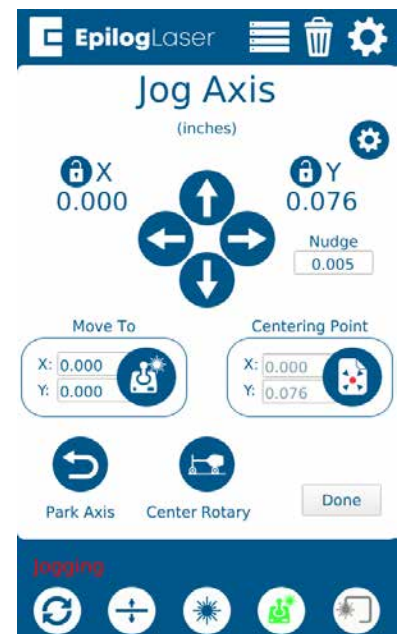 EpilogLaser
Jog Axis
(inches)
X
0.000
Y
0.076
Nudge
0.005
Move To
X: 0.000
Y: 0.000
Centering Point
X: 0.000
Y: 0.076
Park Axis
Center Rotary
Done
Jogging